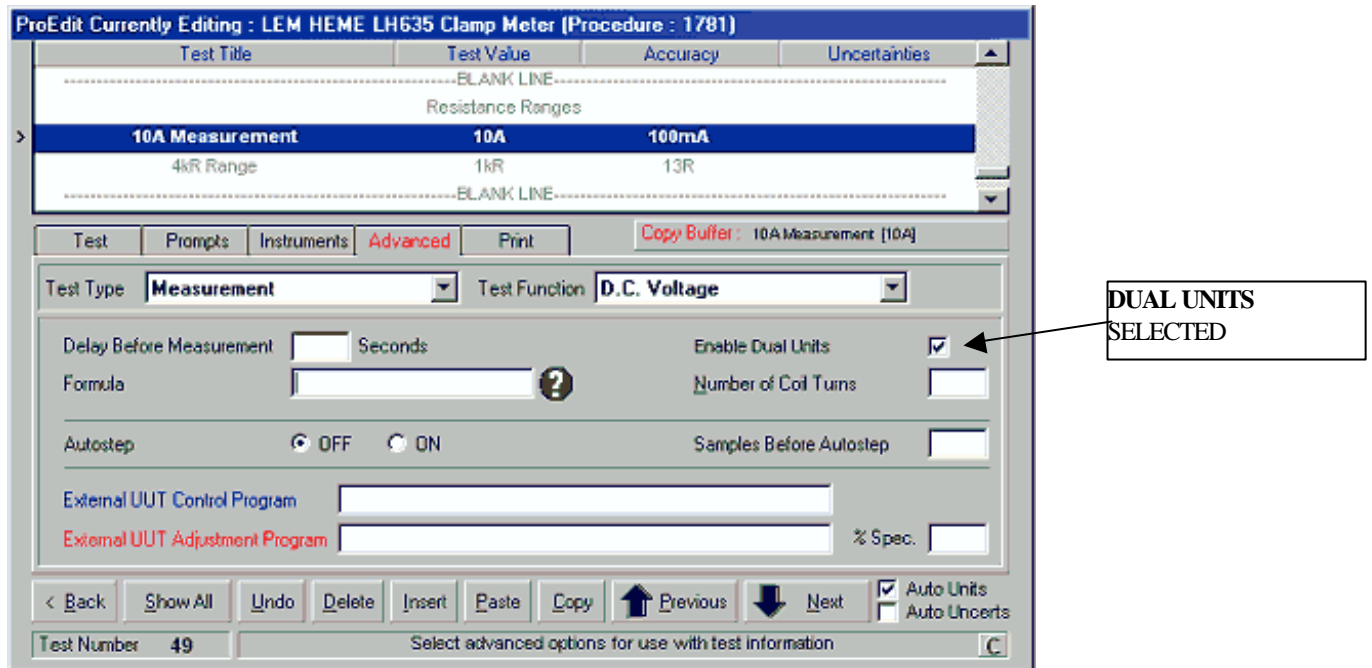 ProEdit Currently Editing : LEM HEME LH635 Clamp Meter (Procedure : 1781)
Test Title Test Value Accuracy Uncertainties
BLANK LINE
Resistance Ranges
> 10A Measurement 10A 100mA
4kR Range 1kR 13R
BLANK LINE
Test Prompts Instruments Advanced Print Copy Buffer : 10A Measurement [10A]
Test Type Measurement Test Function D.C. Voltage
Delay Before Measurement Seconds Enable Dual Units
Formula ? Number of Coil Turns
Autostep OFF ON Samples Before Autostep
External UUT Control Program
External UUT Adjustment Program % Spec.
< Back Show All Undo Delete Insert Paste Copy Previous Next Auto Units
Auto Uncerts
Test Number 49 Select advanced options for use with test information C
DUAL UNITS
SELECTED